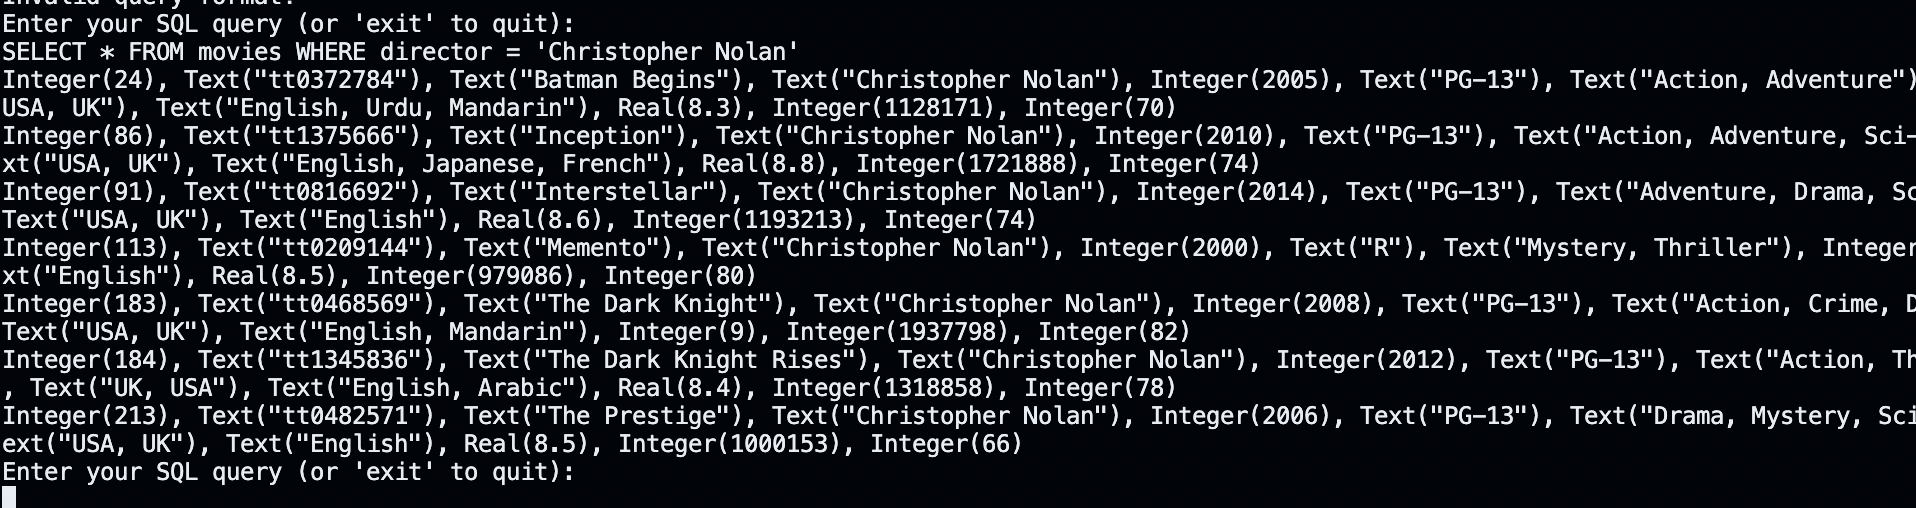 Invalid query format.
Enter your SQL query (or 'exit' to quit):
SELECT * FROM movies WHERE director = 'Christopher Nolan'
Integer(24), Text("tt0372784"), Text("Batman Begins"), Text("Christopher Nolan"), Integer(2005), Text("PG-13"), Text("Action, Adventure")
USA, UK"), Text("English, Urdu, Mandarin"), Real(8.3), Integer(1128171), Integer(70)
Integer(86), Text("tt1375666"), Text("Inception"), Text("Christopher Nolan"), Integer(2010), Text("PG-13"), Text("Action, Adventure, Sci-
xt("USA, UK"), Text("English, Japanese, French"), Real(8.8), Integer(1721888), Integer(74)
Integer(91), Text("tt0816692"), Text("Interstellar"), Text("Christopher Nolan"), Integer(2014), Text("PG-13"), Text("Adventure, Drama, Sc
Text("USA, UK"), Text("English"), Real(8.6), Integer(1193213), Integer(74)
Integer(113), Text("tt0209144"), Text("Memento"), Text("Christopher Nolan"), Integer(2000), Text("R"), Text("Mystery, Thriller"), Integer
xt("English"), Real(8.5), Integer(979086), Integer(80)
Integer(183), Text("tt0468569"), Text("The Dark Knight"), Text("Christopher Nolan"), Integer(2008), Text("PG-13"), Text("Action, Crime, D
Text("USA, UK"), Text("English, Mandarin"), Integer(9), Integer(1937798), Integer(82)
Integer(184), Text("tt1345836"), Text("The Dark Knight Rises"), Text("Christopher Nolan"), Integer(2012), Text("PG-13"), Text("Action, Th
, Text("UK, USA"), Text("English, Arabic"), Real(8.4), Integer(1318858), Integer(78)
Integer(213), Text("tt0482571"), Text("The Prestige"), Text("Christopher Nolan"), Integer(2006), Text("PG-13"), Text("Drama, Mystery, Sci
ext("USA, UK"), Text("English"), Real(8.5), Integer(1000153), Integer(66)
Enter your SQL query (or 'exit' to quit):